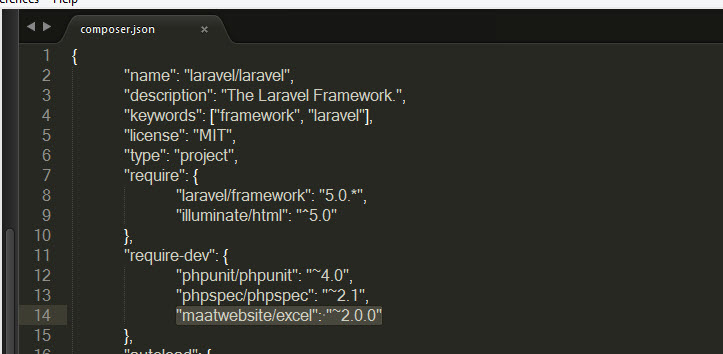 Help
composer.json ×
1 {
2 "name": "laravel/laravel",
3 "description": "The Laravel Framework.",
4 "keywords": ["framework", "laravel"],
5 "license": "MIT",
6 "type": "project",
7 "require": {
8 "laravel/framework": "5.0.*",
9 "illuminate/html": "^5.0"
10 },
11 "require-dev": {
12 "phpunit/phpunit": "~4.0",
13 "phpspec/phpspec": "~2.1",
14 "maatwebsite/excel": "~2.0.0"
15 },
16 "autoload": {